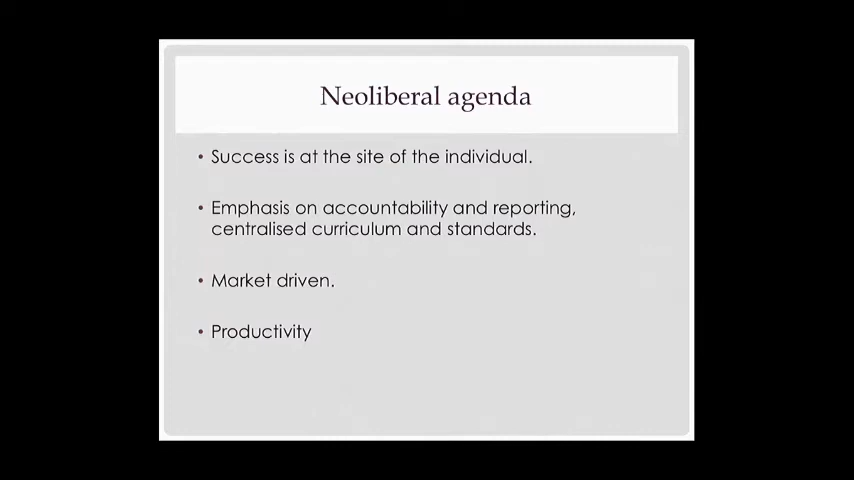 Neoliberal agenda
• Success is at the site of the individual.
• Emphasis on accountability and reporting,
centralised curriculum and standards.
• Market driven.
• Productivity